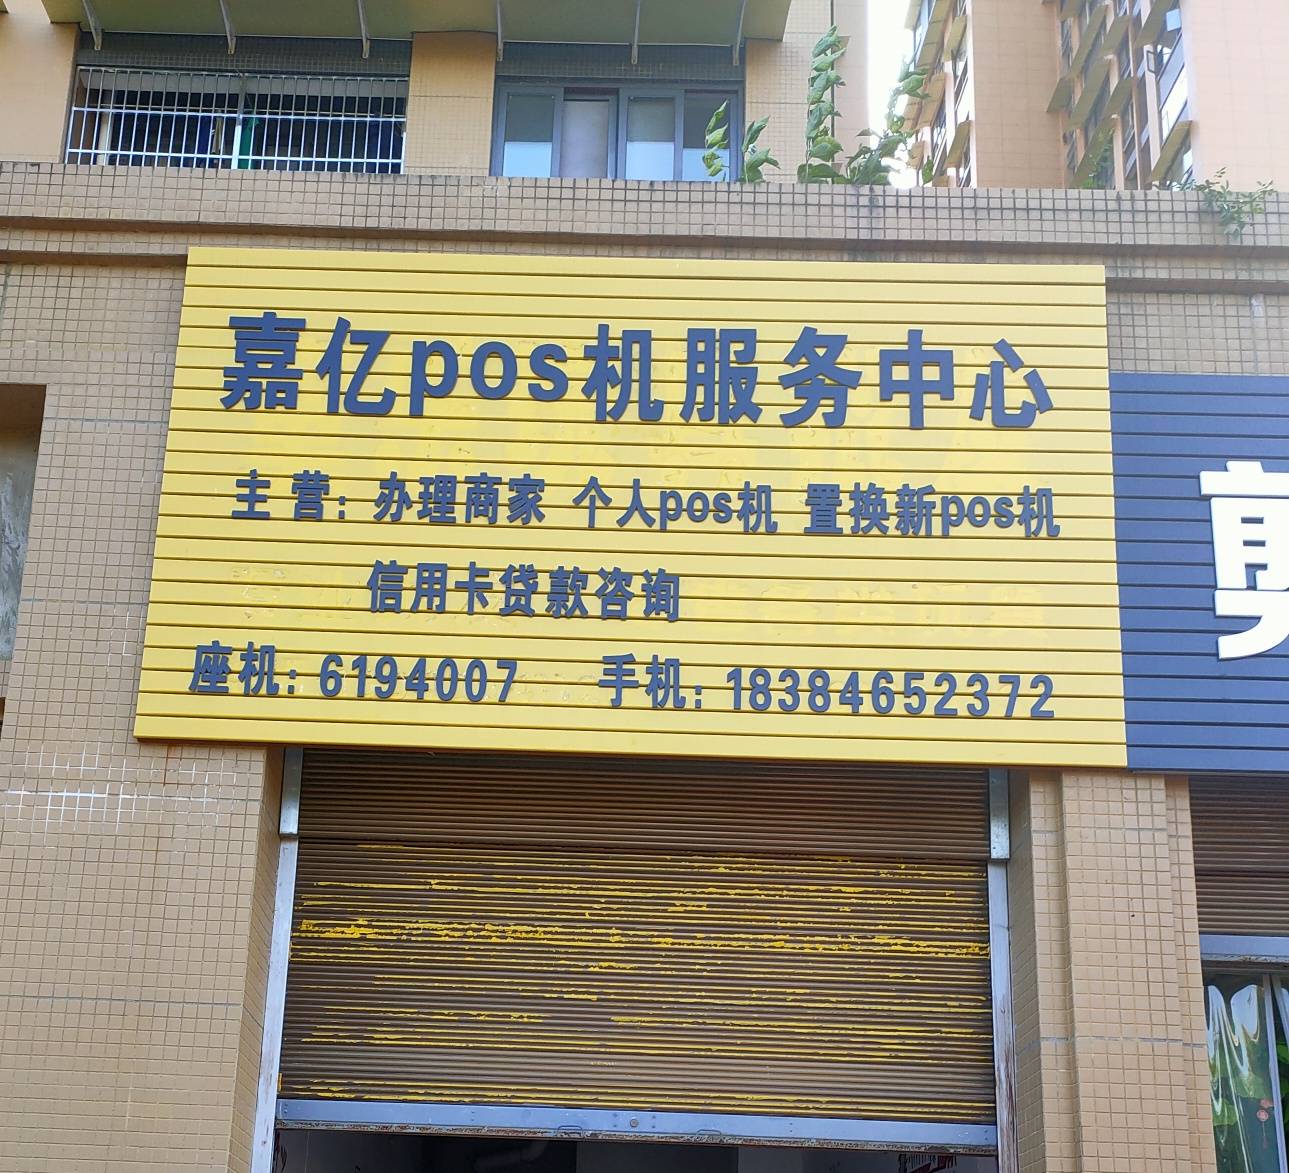 嘉亿pos机服务中心
主营：办理商家 个人pos机 置换新pos机
信用卡贷款咨询
座机：6194007 手机：18384652372
剪